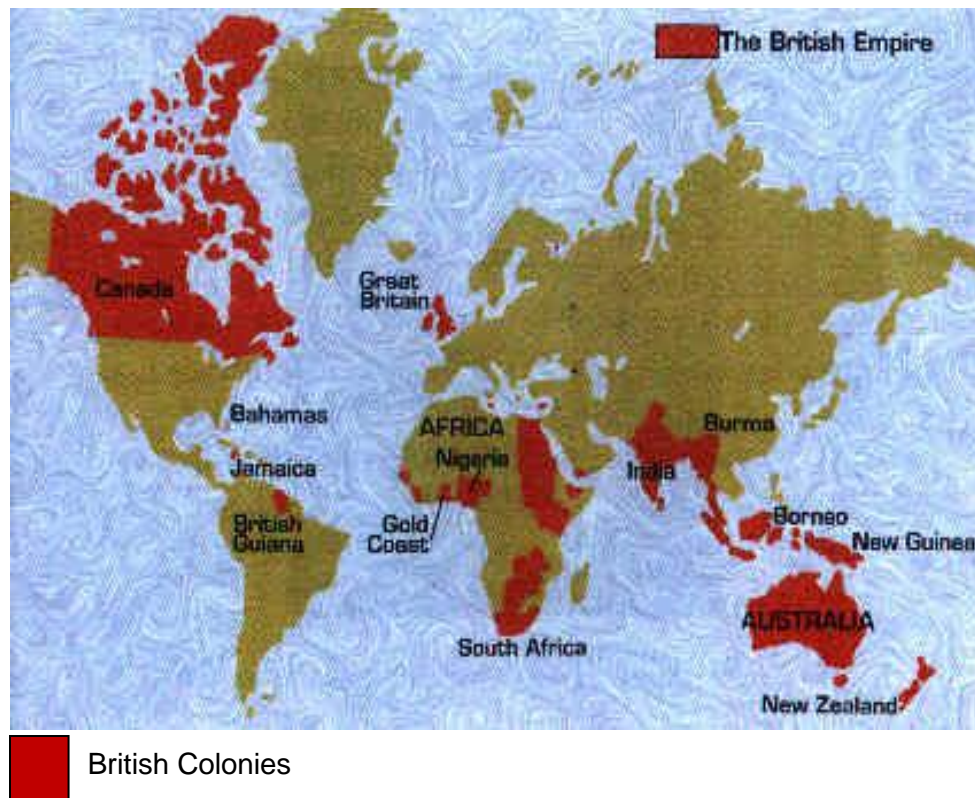 The British Empire
Canada
Great
Britain
Bahamas
AFRICA
Nigeria
Burma
Jamaica
India
British
Guiana
Gold
Coast
Borneo
New Guinea
AUSTRALIA
South Africa
New Zealand
British Colonies